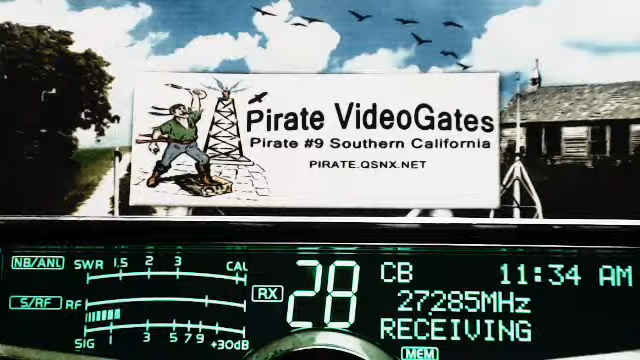 Pirate VideoGates
Pirate #9 Southern California
PIRATE.QSNX.NET
NB/ANL SWR 1.5 2 3 CAL
S/RF RF
SIG 1 3 5 7 9 +30dB
RX 28
CB 11:34 AM
27285MHz
RECEIVING
MEM